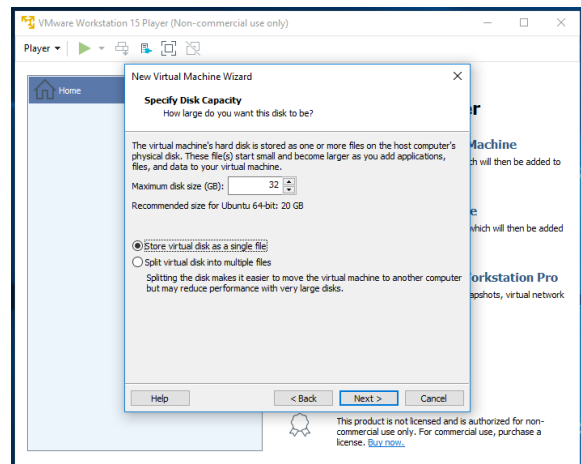 VMware Workstation 15 Player (Non-commercial use only)
Player
Home
New Virtual Machine Wizard
Specify Disk Capacity
How large do you want this disk to be?
The virtual machine's hard disk is stored as one or more files on the host computer's
physical disk. These file(s) start small and become larger as you add applications,
files, and data to your virtual machine.
Maximum disk size (GB): 32
Recommended size for Ubuntu 64-bit: 20 GB
Store virtual disk as a single file
Split virtual disk into multiple files
Splitting the disk makes it easier to move the virtual machine to another computer
but may reduce performance with very large disks.
Help < Back Next > Cancel
Machine
will then be added to
which will then be added
Workstation Pro
snapshots, virtual network
This product is not licensed and is authorized for non-
commercial use only. For commercial use, purchase a
license. Buy now.